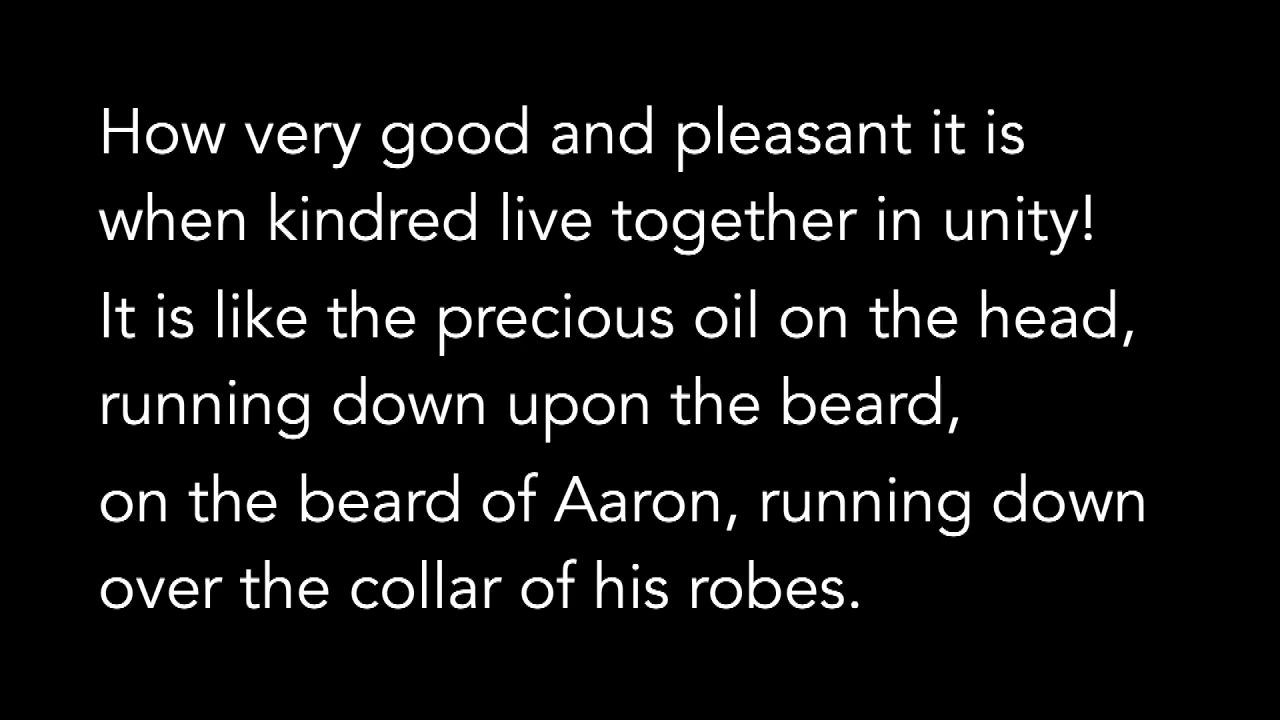 How very good and pleasant it is
when kindred live together in unity!
It is like the precious oil on the head,
running down upon the beard,
on the beard of Aaron, running down
over the collar of his robes.